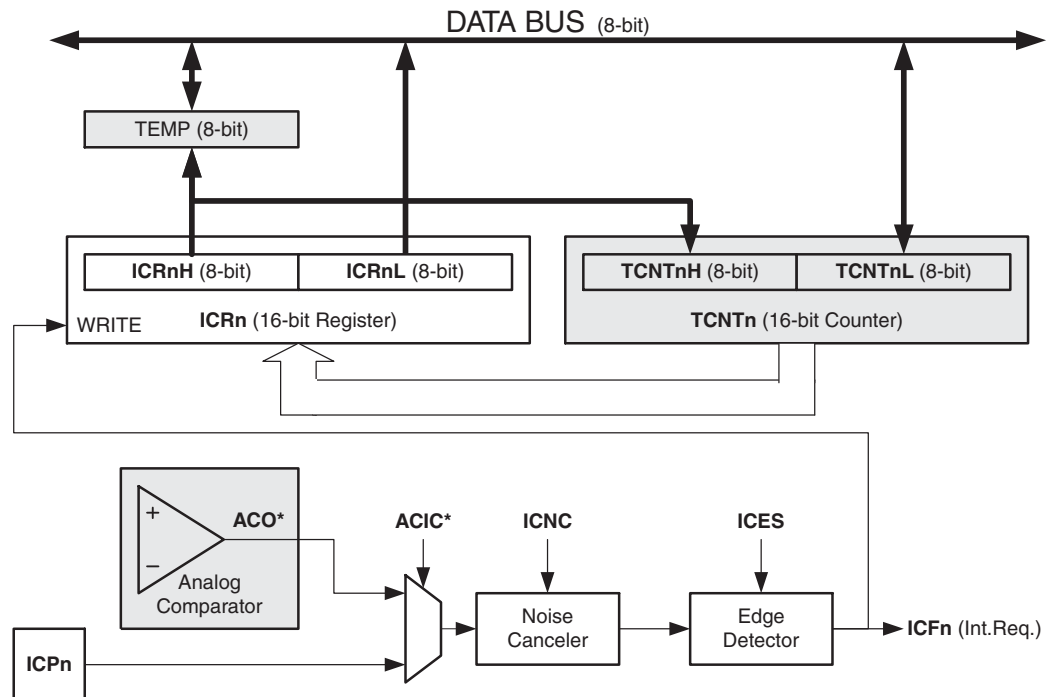 DATA BUS (8-bit)
TEMP (8-bit)
ICRnH (8-bit) ICRnL (8-bit) TCNTnH (8-bit) TCNTnL (8-bit)
WRITE ICRn (16-bit Register) TCNTn (16-bit Counter)
+ ACO* ACIC* ICNC ICES
−
Analog
Comparator
Noise
Canceler
Edge
Detector
ICFn (Int.Req.)
ICPn